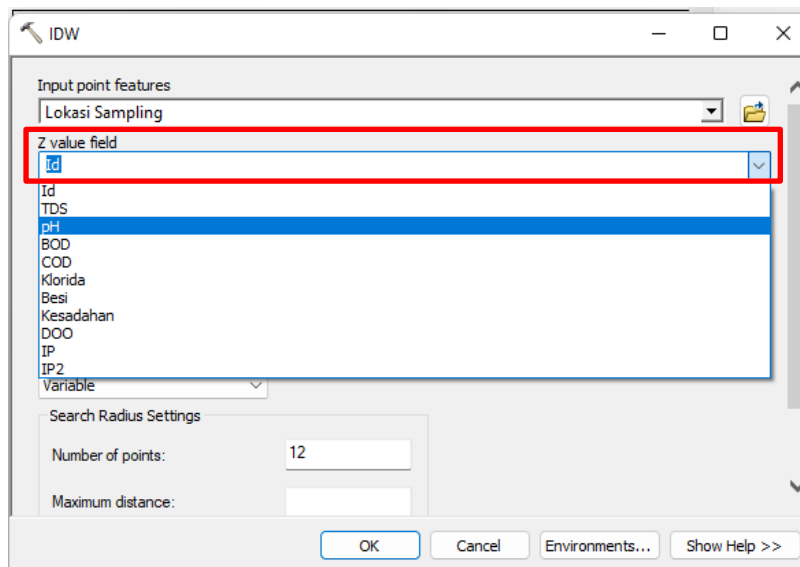 IDW
Input point features
Lokasi Sampling
Z value field
Id
Id
TDS
pH
BOD
COD
Klorida
Besi
Kesadahan
DOO
IP
IP2
Variable
Search Radius Settings
Number of points: 12
Maximum distance:
OK Cancel Environments... Show Help >>